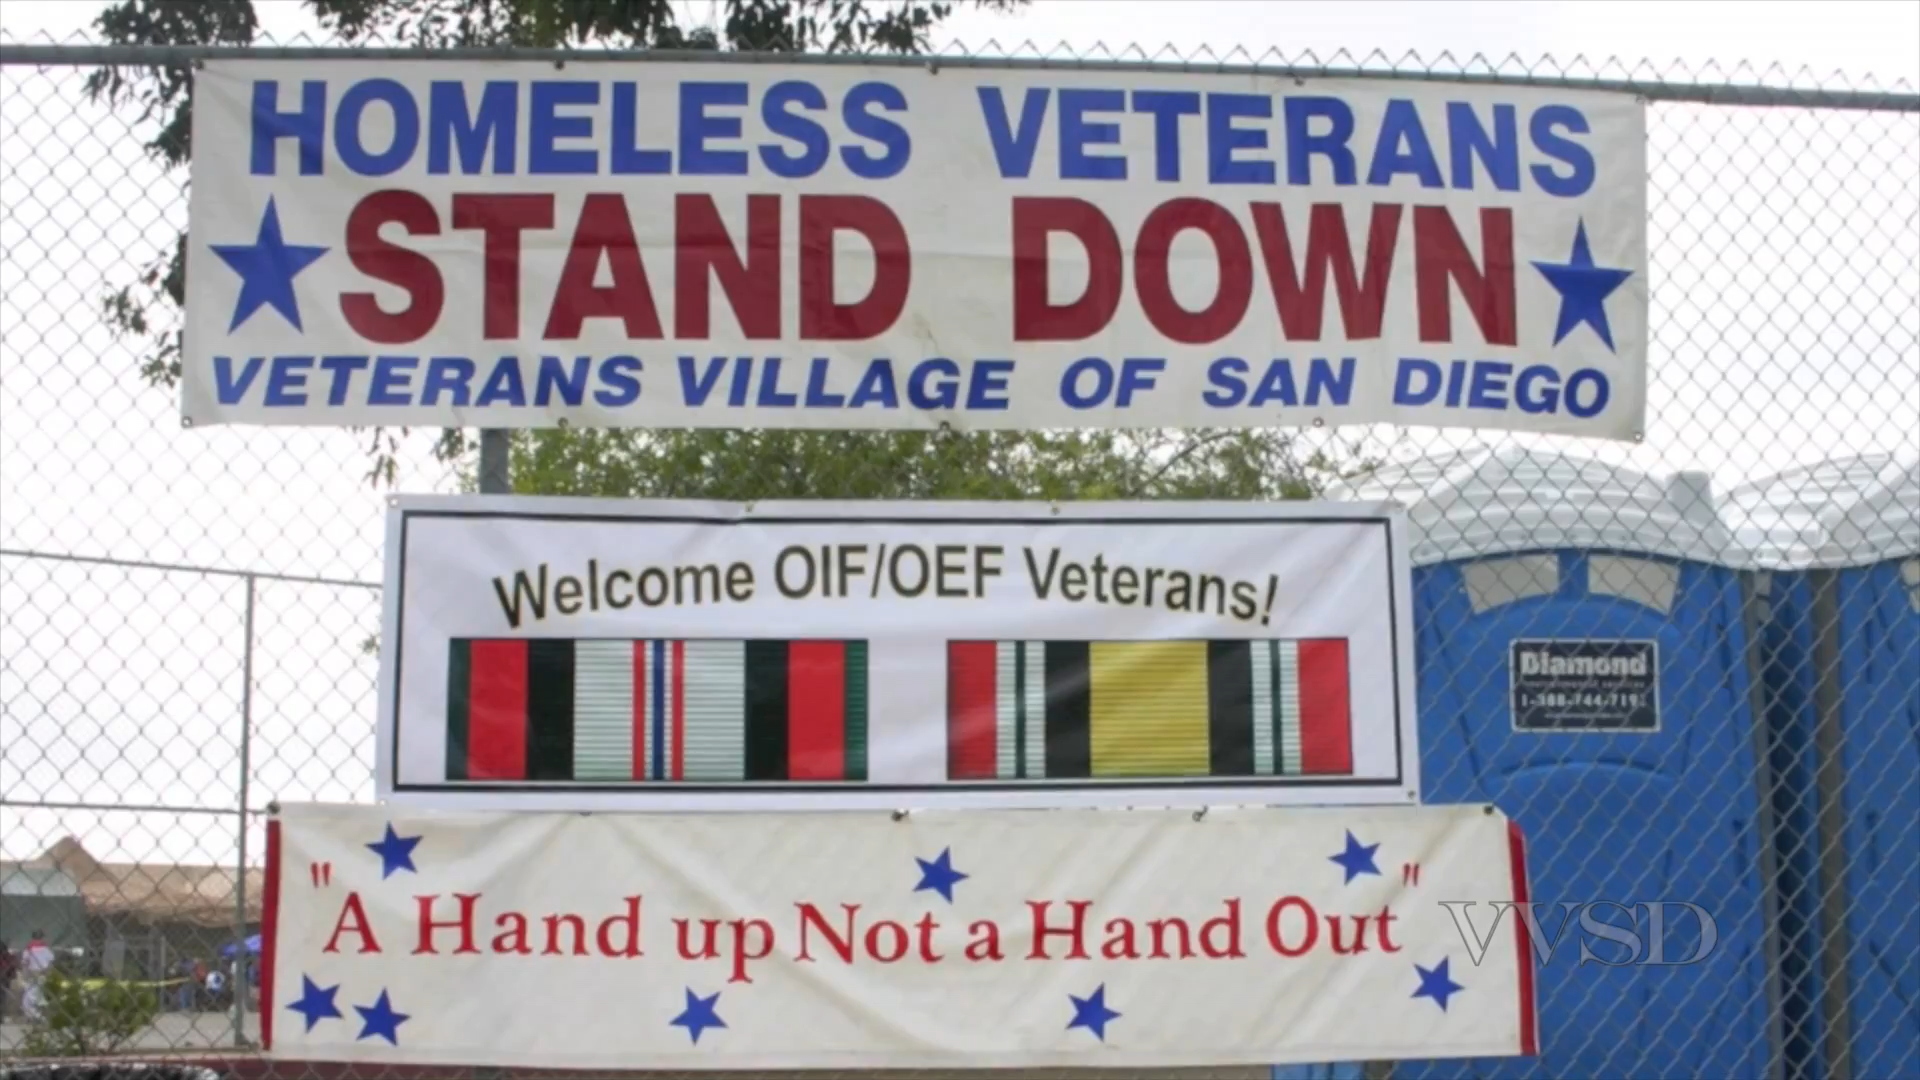 HOMELESS VETERANS
STAND DOWN
VETERANS VILLAGE OF SAN DIEGO
Welcome OIF/OEF Veterans!
"A Hand up Not a Hand Out"
VVSD
Diamond